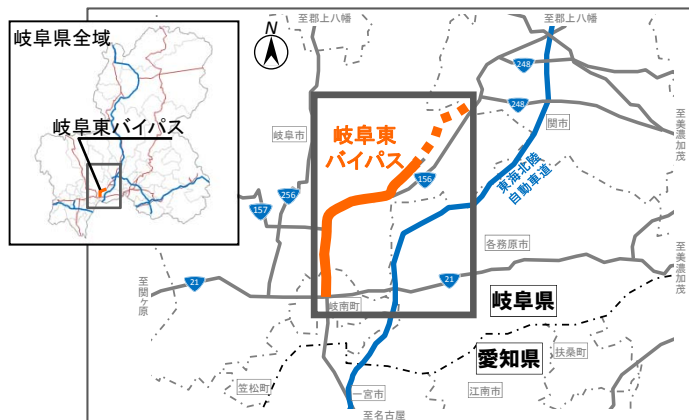 岐阜県全域
岐阜東バイパス
N
至郡上八幡
至郡上八幡
248
248
至美濃加茂
関市
岐阜市
岐阜東
バイパス
156
東海北陸
自動車道
256
157
各務原市
至関ヶ原
21
21
至美濃加茂
岐南町
岐阜県
愛知県
扶桑町
笠松町
一宮市
江南市
至名古屋